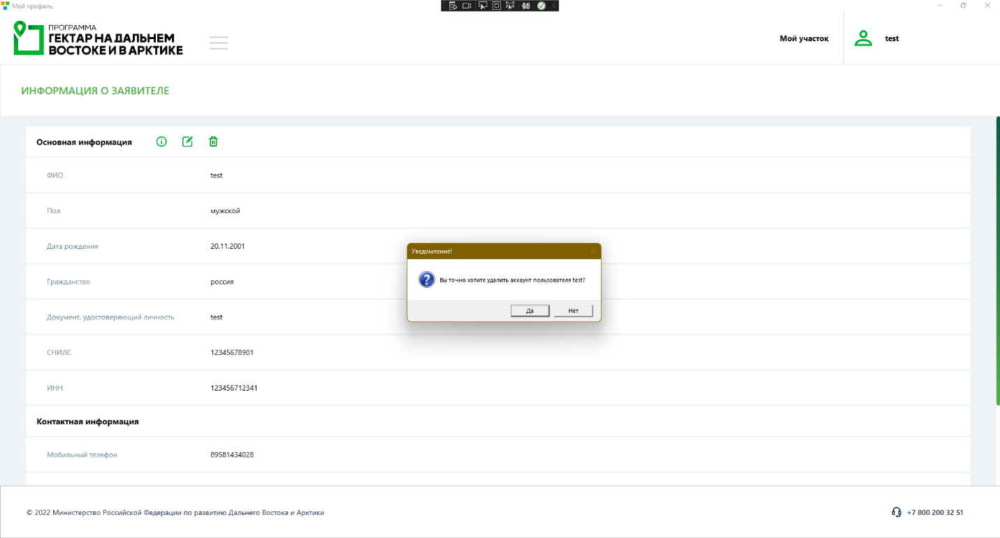 Мой профиль
ПРОГРАММА
ГЕКТАР НА ДАЛЬНЕМ
ВОСТОКЕ И В АРКТИКЕ
Мой участок
test
ИНФОРМАЦИЯ О ЗАЯВИТЕЛЕ
Основная информация
ФИО test
Пол мужской
Дата рождения 20.11.2001
Гражданство россия
Документ, удостоверяющий личность test
СНИЛС 12345678901
ИНН 123456712341
Контактная информация
Мобильный телефон 89581434028
Уведомление!
Вы точно хотите удалить аккаунт пользователя test?
Да Нет
© 2022 Министерство Российской Федерации по развитию Дальнего Востока и Арктики
+7 800 200 32 51